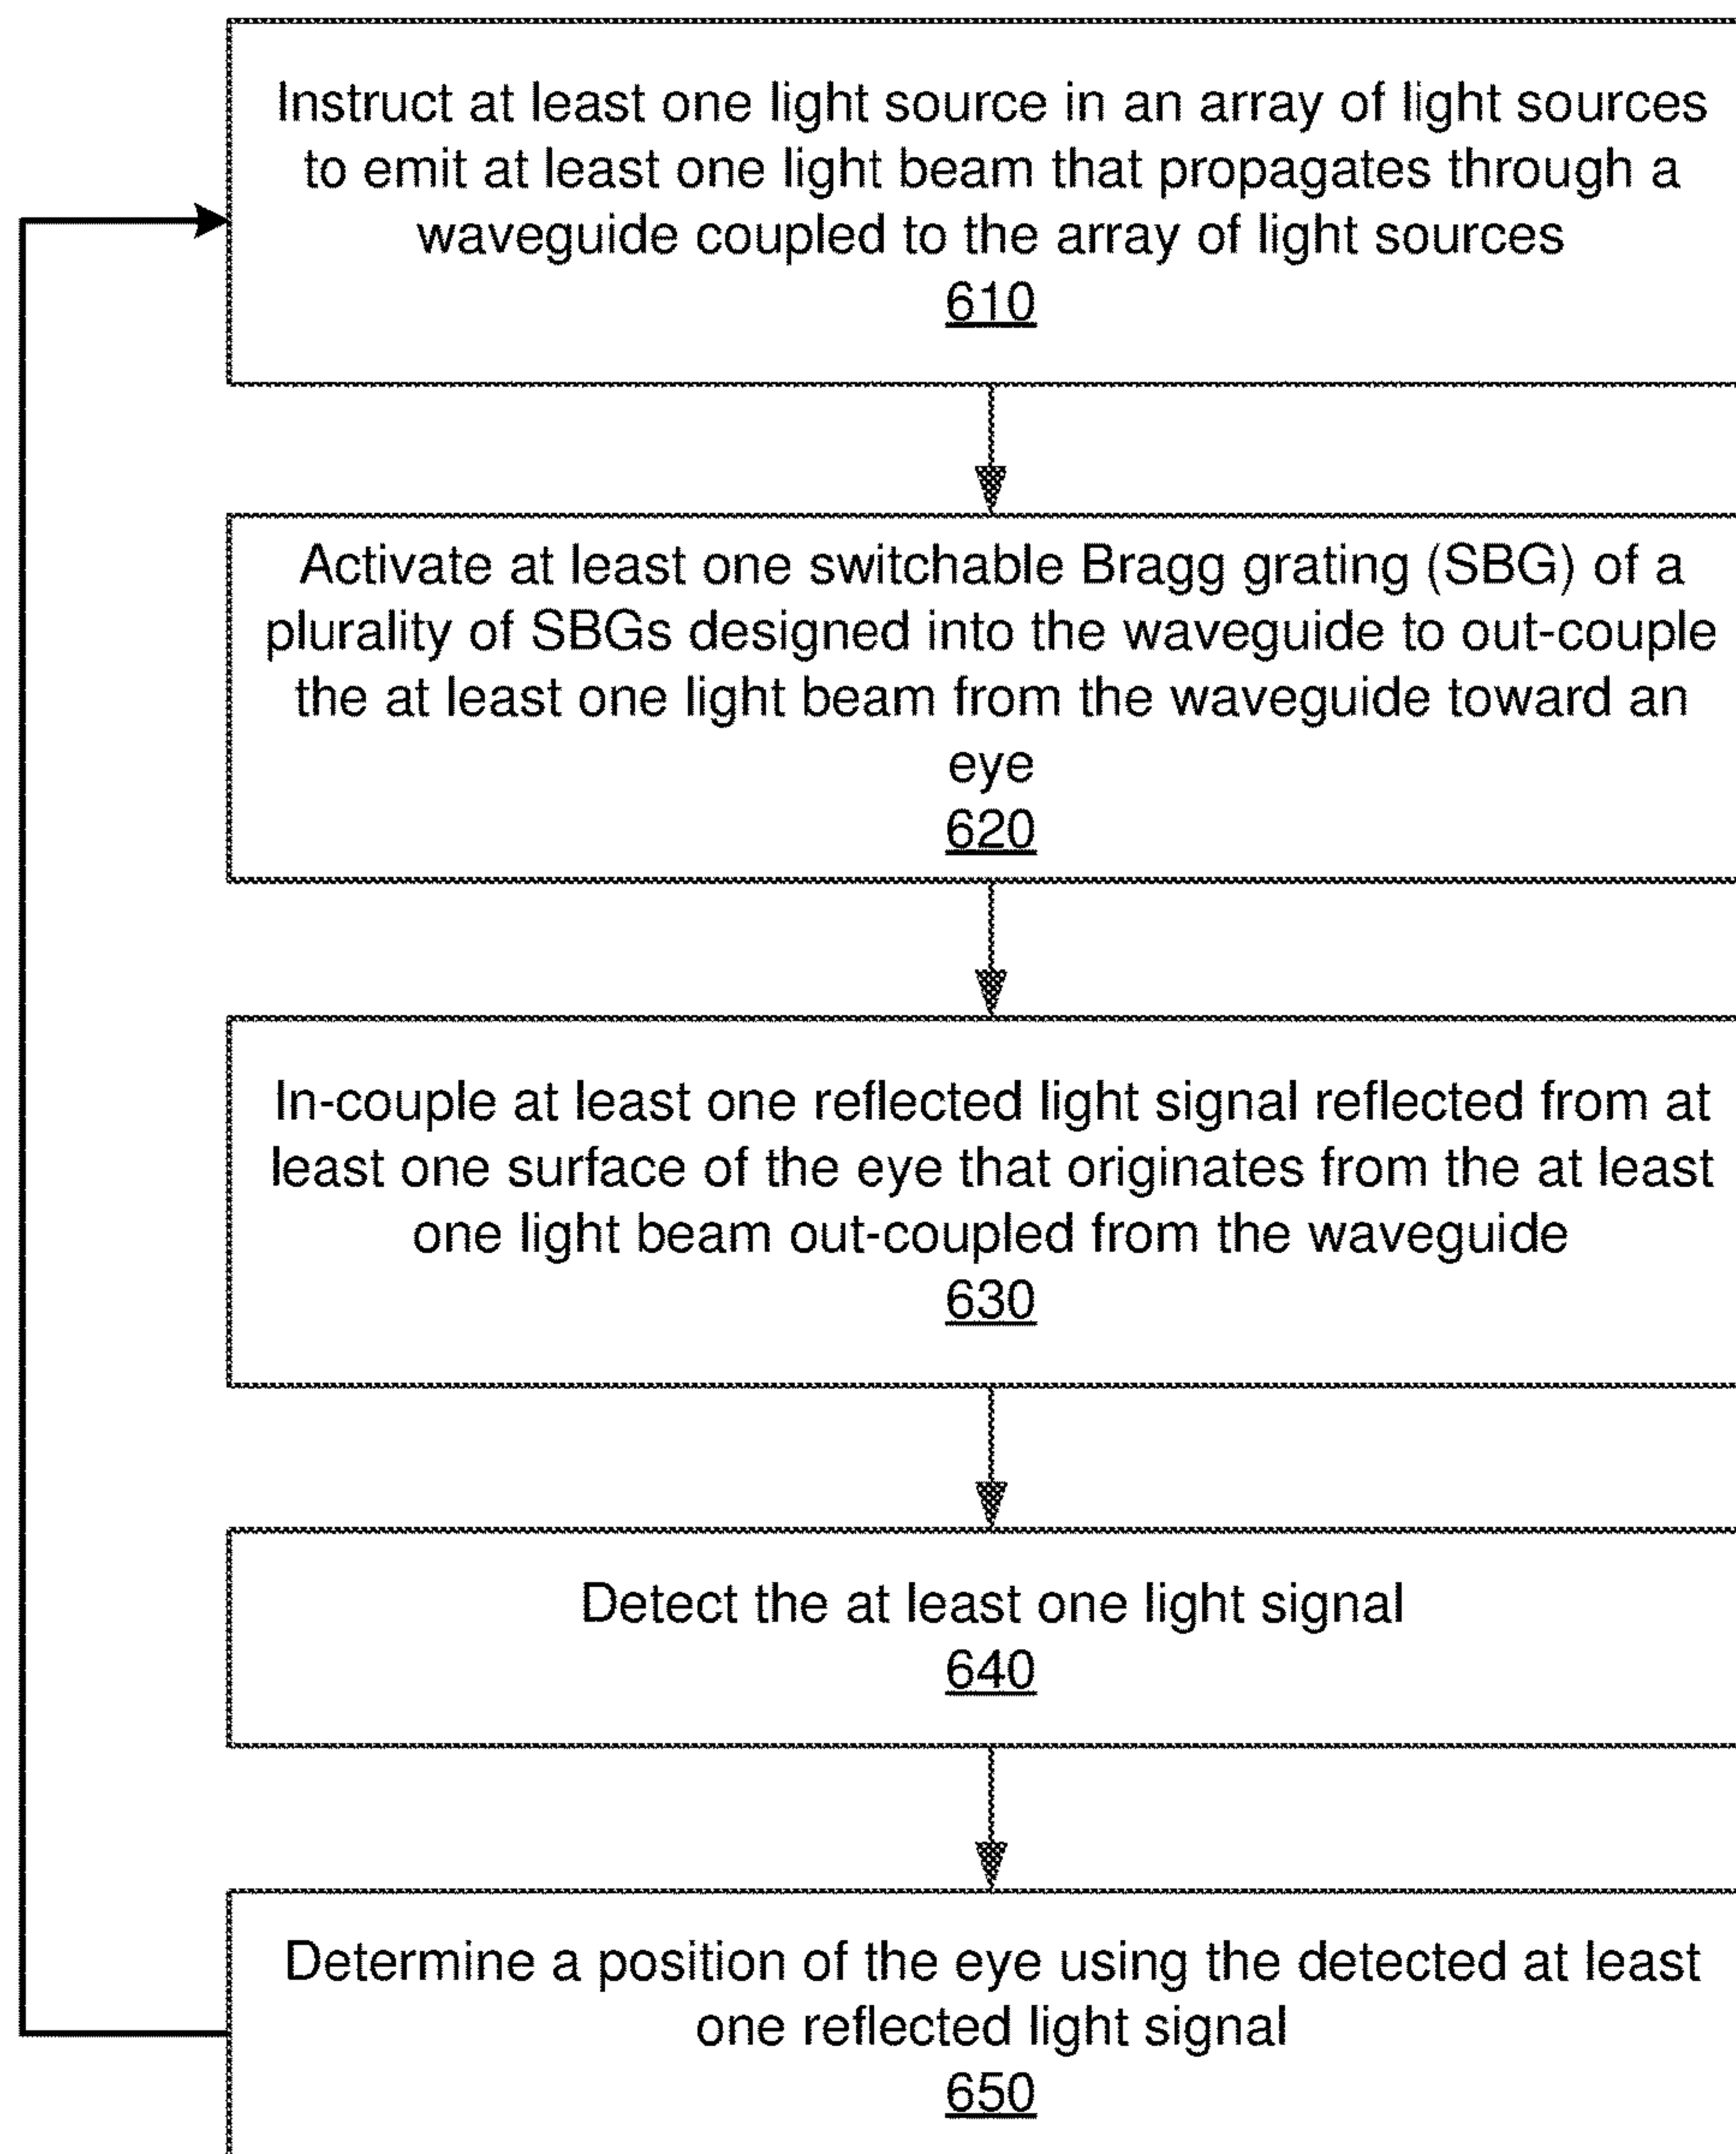 Instruct at least one light source in an array of light sources
to emit at least one light beam that propagates through a
waveguide coupled to the array of light sources
610
Activate at least one switchable Bragg grating (SBG) of a
plurality of SBGs designed into the waveguide to out-couple
the at least one light beam from the waveguide toward an
eye
620
In-couple at least one reflected light signal reflected from at
least one surface of the eye that originates from the at least
one light beam out-coupled from the waveguide
630
Detect the at least one light signal
640
Determine a position of the eye using the detected at least
one reflected light signal
650